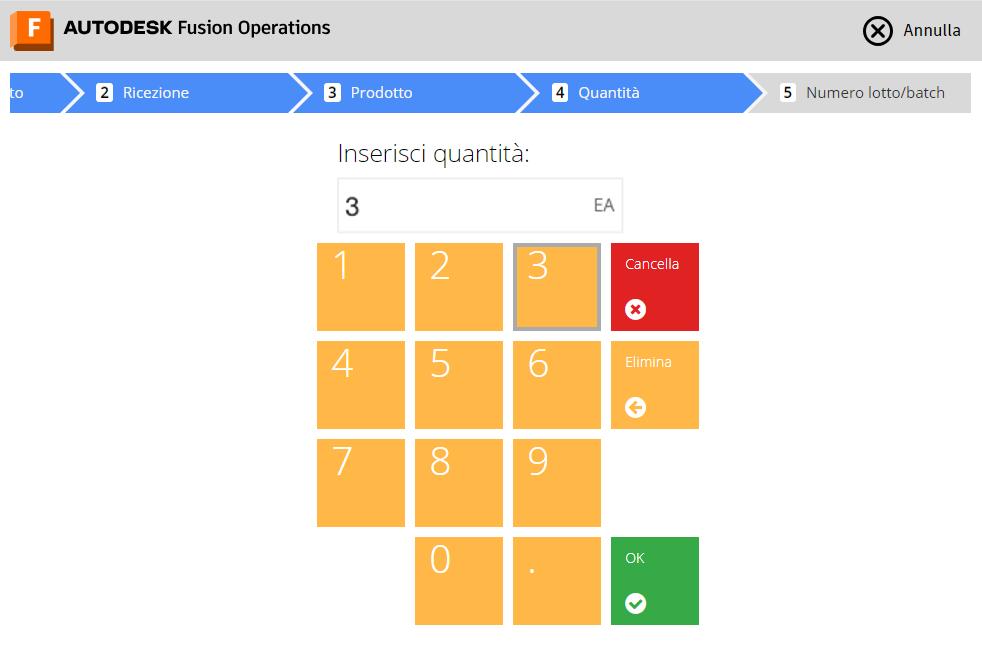 F AUTODESK Fusion Operations
Annulla
to
2 Ricezione
3 Prodotto
4 Quantità
5 Numero lotto/batch
Inserisci quantità:
3 EA
1 2 3 Cancella
4 5 6 Elimina
7 8 9
0 . OK